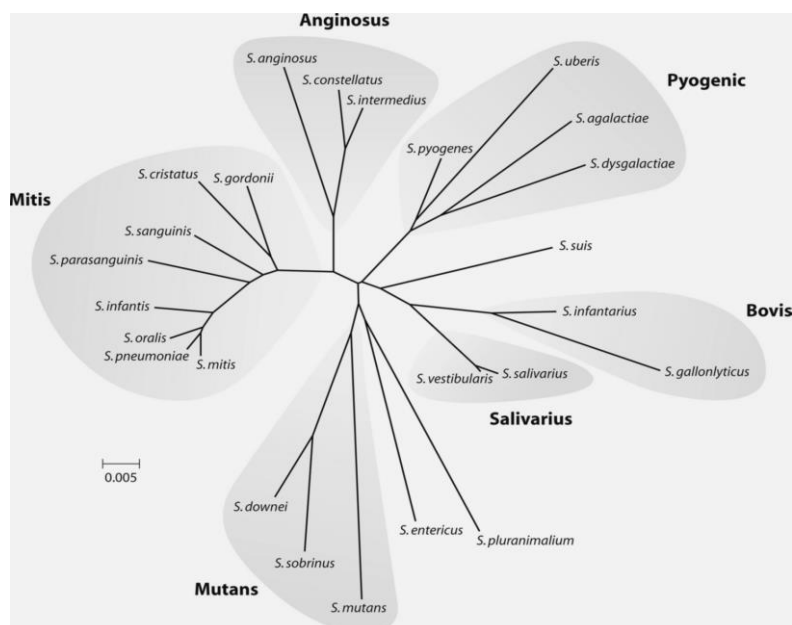 Anginosus
S. anginosus
S. constellatus
S. intermedius
S. uberis
Pyogenic
S. agalactiae
S. pyogenes
S. dysgalactiae
S. cristatus
S. gordonii
Mitis
S. sanguinis
S. parasanguinis
S. suis
S. infantis
S. oralis
S. pneumoniae
S. mitis
S. infantarius
Bovis
S. gallonlyticus
S. vestibularis
S. salivarius
Salivarius
0.005
S. downei
S. entericus
S. pluranimalium
S. sobrinus
Mutans
S. mutans